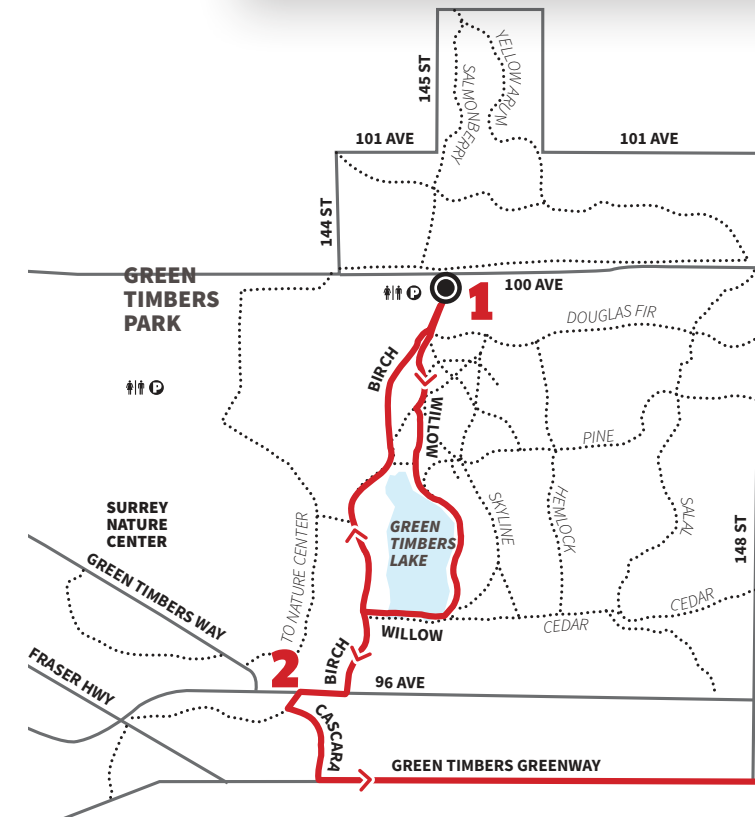 145 ST
SALMONBERRY
YELLOW ARUM
101 AVE
101 AVE
144 ST
GREEN
TIMBERS
PARK
P
1
100 AVE
DOUGLAS FIR
BIRCH
WILLOW
P
PINE
SURREY
NATURE
CENTER
GREEN
TIMBERS
LAKE
SKYLINE
HEMLOCK
SALAL
148 ST
GREEN TIMBERS WAY
TO NATURE CENTER
CEDAR
CEDAR
WILLOW
FRASER HWY
2
BIRCH
96 AVE
CASCARA
GREEN TIMBERS GREENWAY